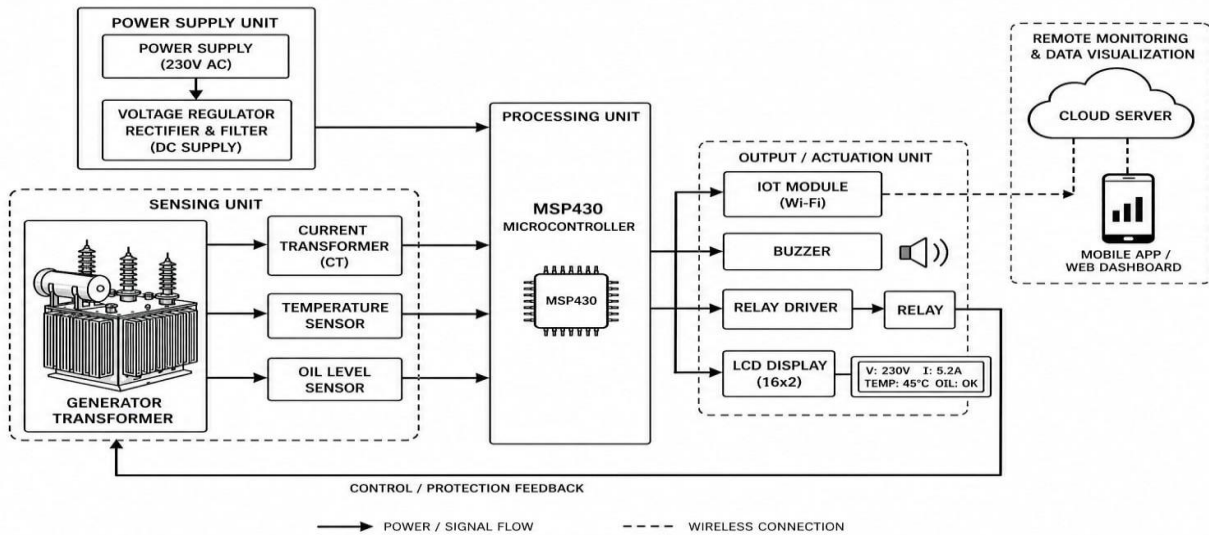 POWER SUPPLY UNIT
POWER SUPPLY
(230V AC)
VOLTAGE REGULATOR
RECTIFIER & FILTER
(DC SUPPLY)
SENSING UNIT
GENERATOR
TRANSFORMER
CURRENT
TRANSFORMER
(CT)
TEMPERATURE
SENSOR
OIL LEVEL
SENSOR
PROCESSING UNIT
MSP430
MICROCONTROLLER
MSP430
OUTPUT / ACTUATION UNIT
IOT MODULE
(Wi-Fi)
BUZZER
RELAY DRIVER
RELAY
LCD DISPLAY
(16x2)
V: 230V I: 5.2A
TEMP: 45°C OIL: OK
REMOTE MONITORING
& DATA VISUALIZATION
CLOUD SERVER
MOBILE APP /
WEB DASHBOARD
CONTROL / PROTECTION FEEDBACK
POWER / SIGNAL FLOW
WIRELESS CONNECTION